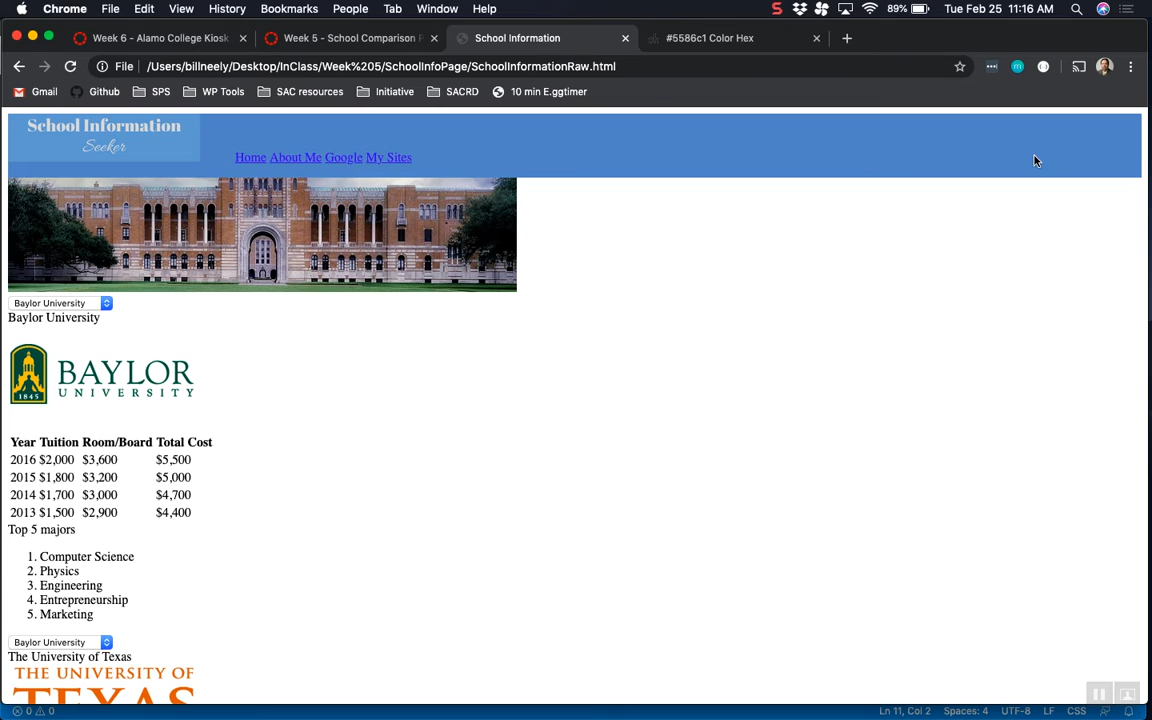 Chrome File Edit View History Bookmarks People Tab Window Help 89% Tue Feb 25 11:16 AM
Week 6 - Alamo College Kiosk Week 5 - School Comparison School Information #5586c1 Color Hex
File /Users/billneely/Desktop/InClass/Week%205/SchoolInfoPage/SchoolInformationRaw.html
Gmail Github SPS WP Tools SAC resources Initiative SACRD 10 min E.ggtimer
School Information
Seeker
Home About Me Google My Sites
Baylor University
Baylor University
BAYLOR
UNIVERSITY
1845
Year Tuition Room/Board Total Cost
2016 $2,000 $3,600 $5,500
2015 $1,800 $3,200 $5,000
2014 $1,700 $3,000 $4,700
2013 $1,500 $2,900 $4,400
Top 5 majors
1. Computer Science
2. Physics
3. Engineering
4. Entrepreneurship
5. Marketing
Baylor University
The University of Texas
THE UNIVERSITY OF
TEXAS
0 0 Ln 11, Col 2 Spaces: 4 UTF-8 LF CSS